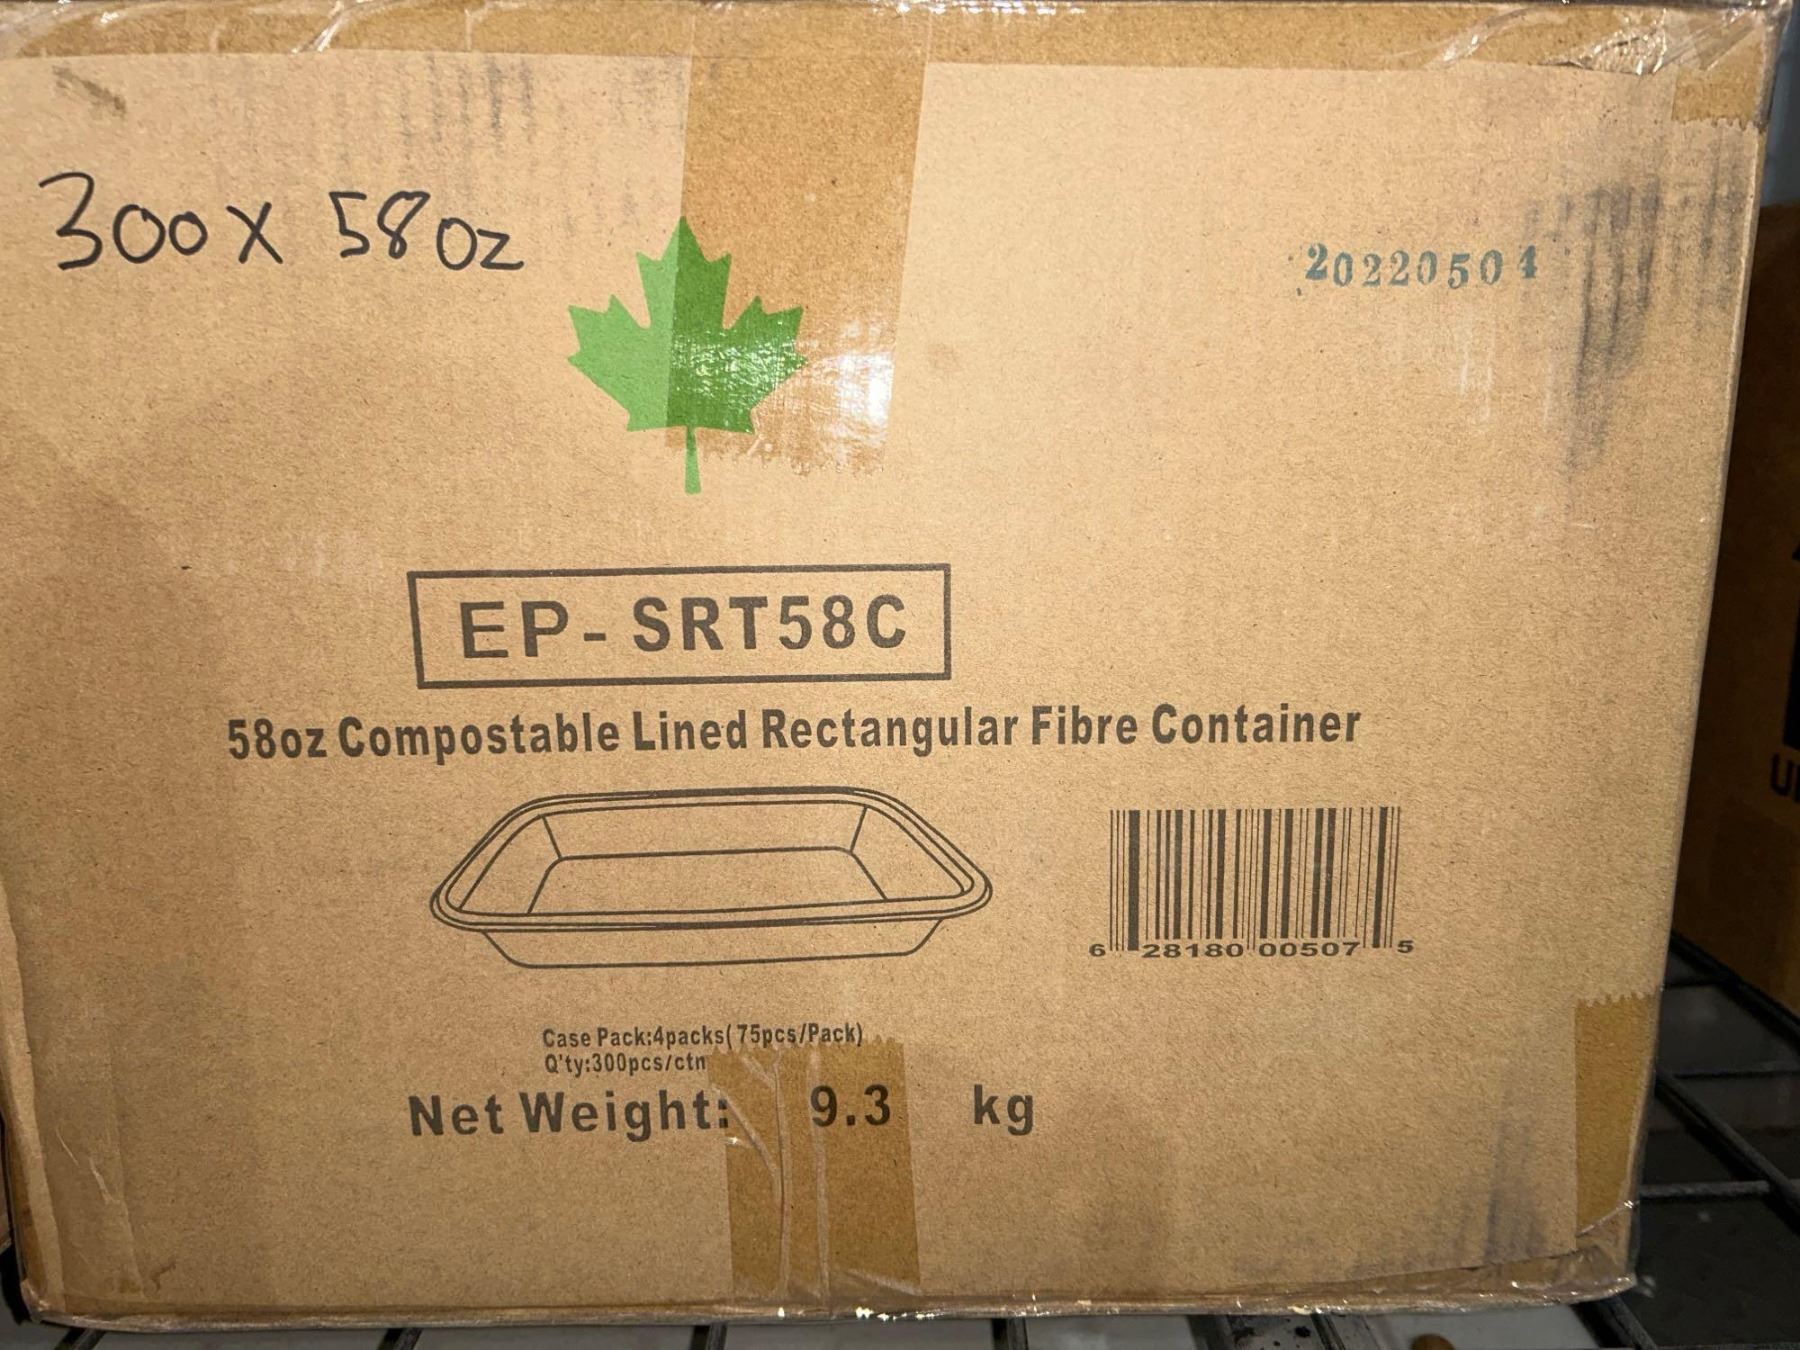 300 x 58oz
20220504
EP-SRT58C
58oz Compostable Lined Rectangular Fibre Container
6 28180 00507 5
Case Pack:4packs(75pcs/Pack)
Q'ty:300pcs/ctn
Net Weight: 9.3 kg